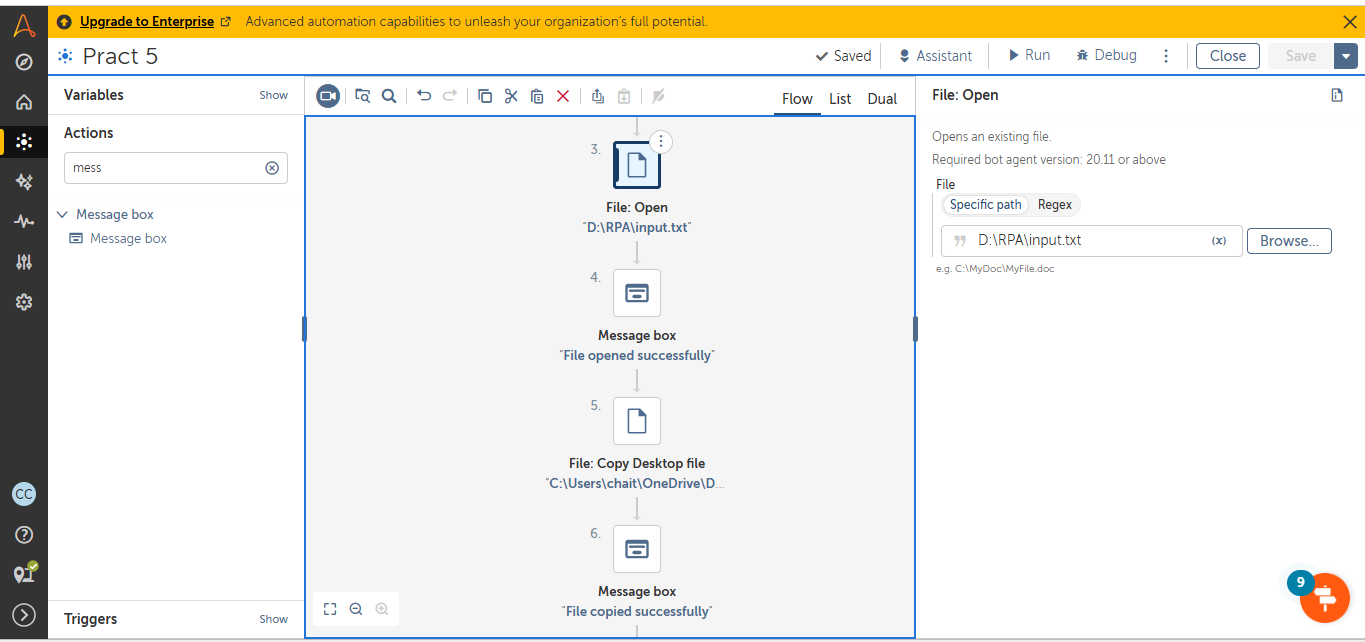 Upgrade to Enterprise Advanced automation capabilities to unleash your organization's full potential.
Pract 5
Saved
Assistant
Run
Debug
Close
Save
Variables
Show
Actions
mess
Message box
Message box
Triggers
Show
Flow
List
Dual
3.
File: Open
"D:\RPA\input.txt"
4.
Message box
"File opened successfully"
5.
File: Copy Desktop file
"C:\Users\chait\OneDrive\D...
6.
Message box
"File copied successfully"
File: Open
Opens an existing file.
Required bot agent version: 20.11 or above
File
Specific path Regex
D:\RPA\input.txt (x) Browse...
e.g. C:\MyDoc\MyFile.doc
CC
9